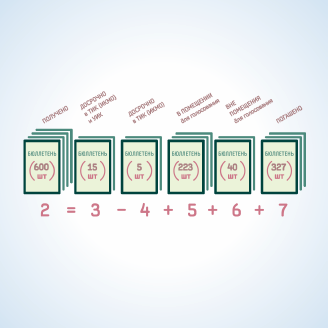 ПОЛУЧЕНО
ДОСРОЧНО
в ТИК (ИКМО)
и УИК
ДОСРОЧНО
в ТИК (ИКМО)
В ПОМЕЩЕНИИ
для голосования
ВНЕ
ПОМЕЩЕНИЯ
для голосования
ПОГАШЕНО
БЮЛЛЕТЕНЬ БЮЛЛЕТЕНЬ БЮЛЛЕТЕНЬ БЮЛЛЕТЕНЬ БЮЛЛЕТЕНЬ БЮЛЛЕТЕНЬ
600 15 5 223 40 327
шт шт шт шт шт шт
2 = 3 - 4 + 5 + 6 + 7